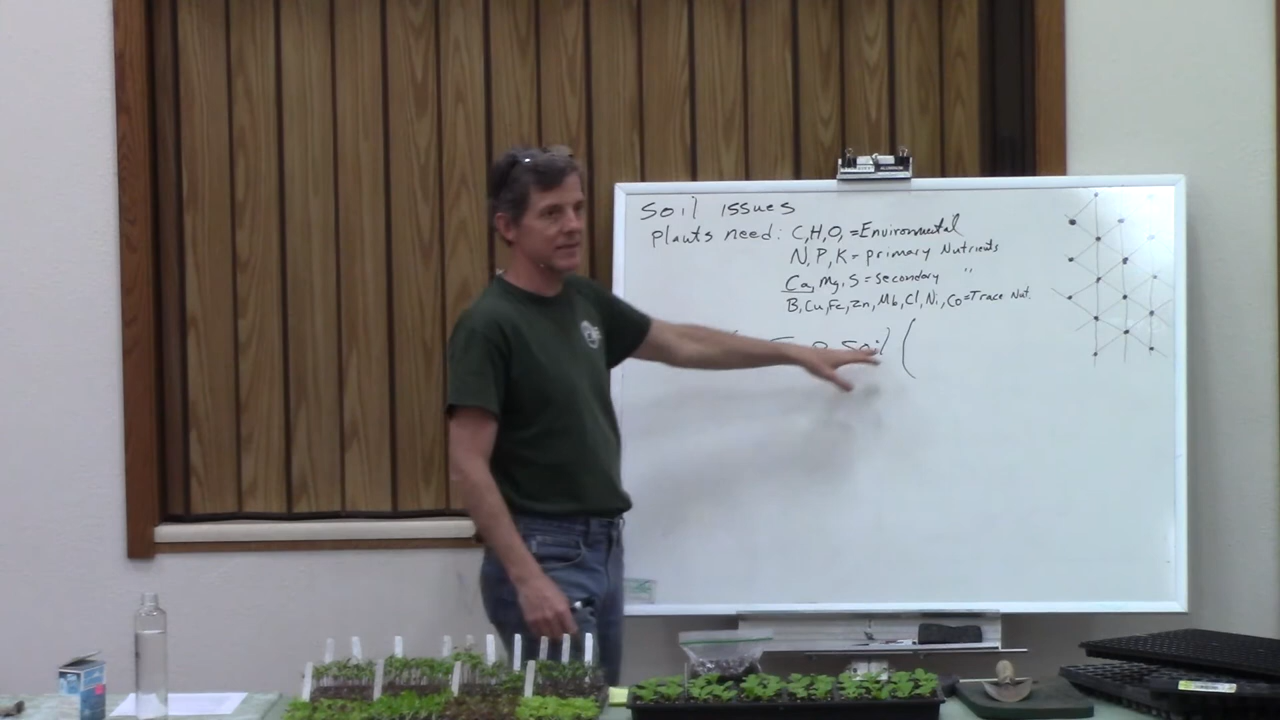 Soil issues
plants need: C,H,O, =Environmental
N, P, K = primary Nutrients
Ca, Mg, S = secondary "
B, Cu, Fe, Zn, Mb, Cl, Ni, Co = Trace Nut.
Soil (